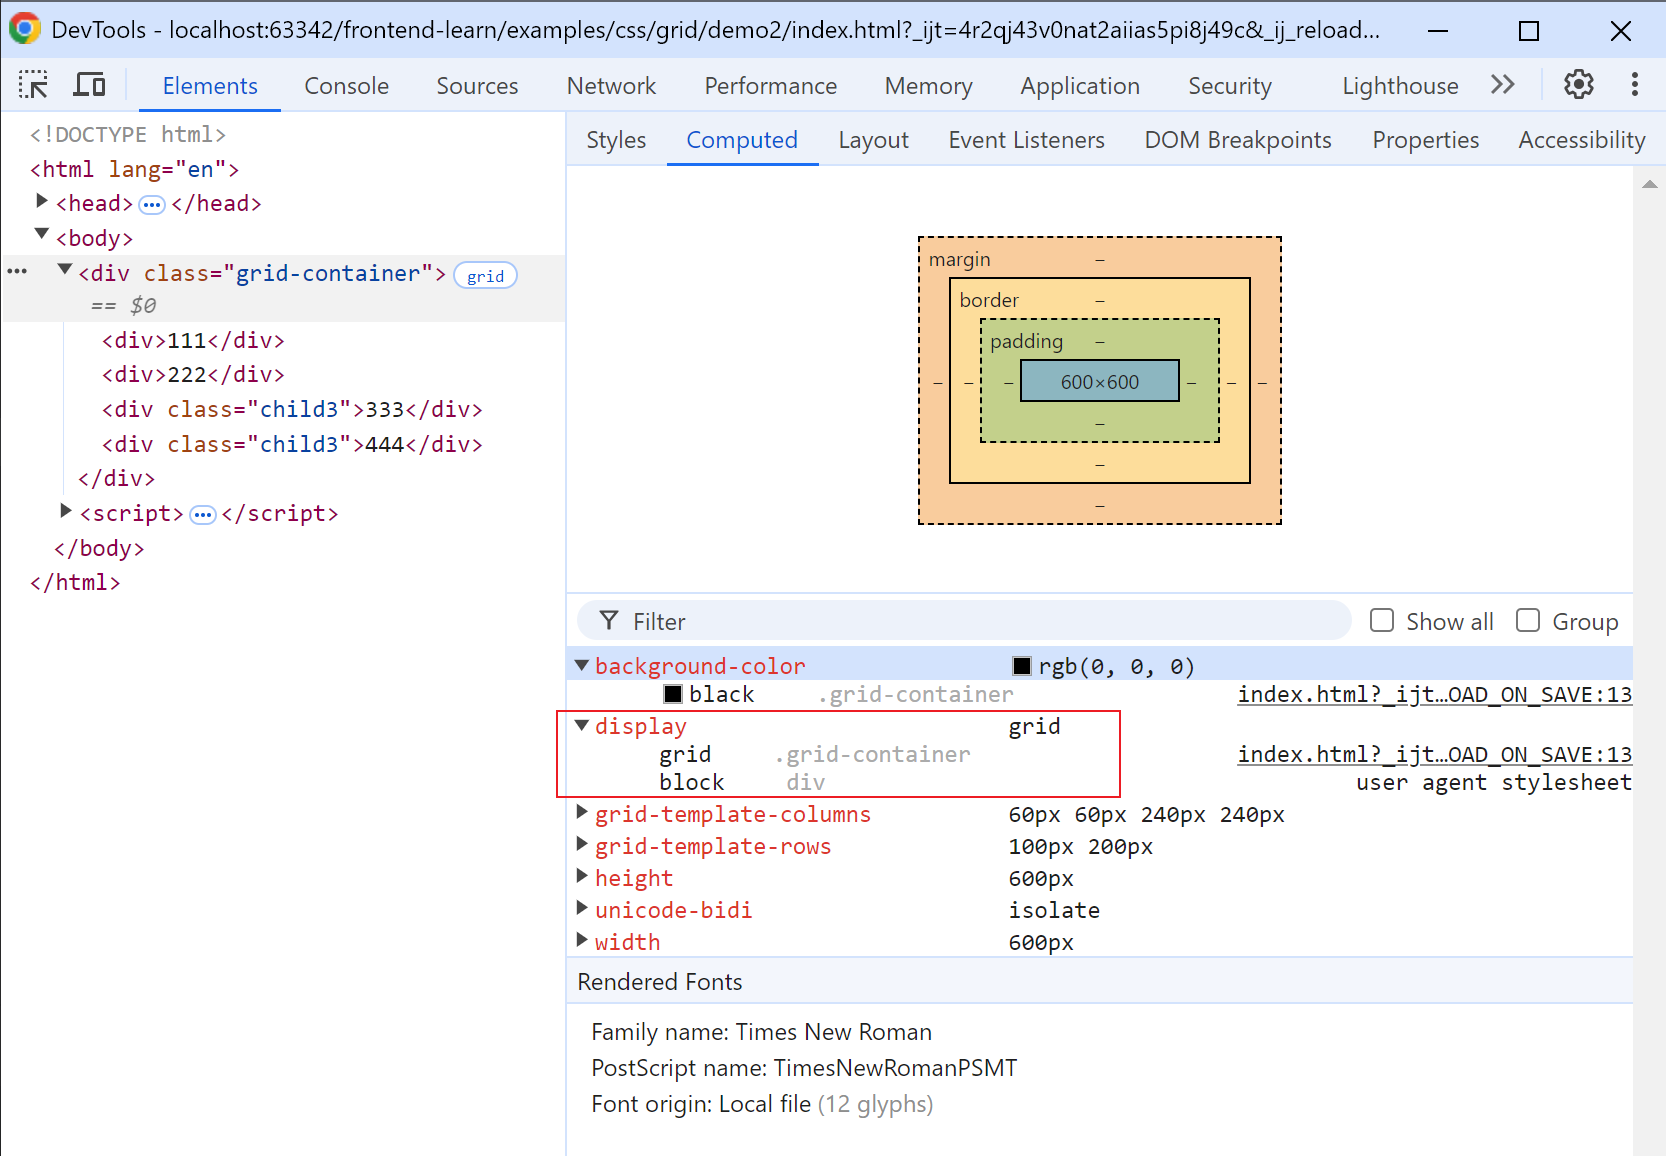 DevTools - localhost:63342/frontend-learn/examples/css/grid/demo2/index.html?_ijt=4r2qj43v0nat2aiias5pi8j49c&_ij_reload...
Elements Console Sources Network Performance Memory Application Security Lighthouse
<!DOCTYPE html>
<html lang="en">
<head> </head>
<body>
<div class="grid-container"> grid
== $0
<div>111</div>
<div>222</div>
<div class="child3">333</div>
<div class="child3">444</div>
</div>
<script> </script>
</body>
</html>
Styles Computed Layout Event Listeners DOM Breakpoints Properties Accessibility
margin –
border –
padding –
– – – 600×600 – – –
–
–
–
Filter Show all Group
background-color rgb(0, 0, 0)
black .grid-container index.html?_ijt…OAD_ON_SAVE:13
display grid
grid .grid-container index.html?_ijt…OAD_ON_SAVE:13
block div user agent stylesheet
grid-template-columns 60px 60px 240px 240px
grid-template-rows 100px 200px
height 600px
unicode-bidi isolate
width 600px
Rendered Fonts
Family name: Times New Roman
PostScript name: TimesNewRomanPSMT
Font origin: Local file (12 glyphs)